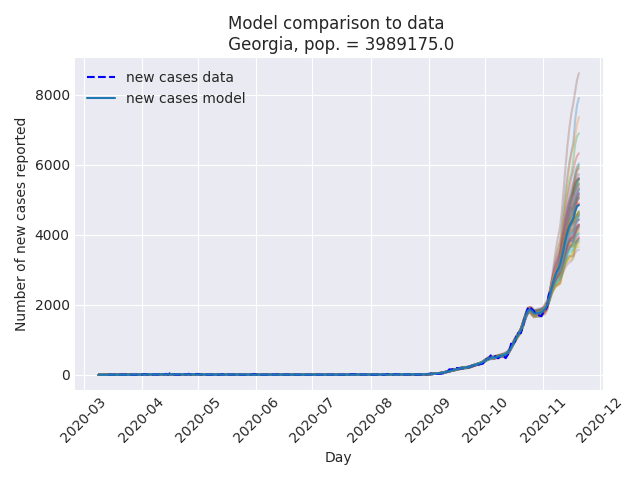 Model comparison to data
Georgia, pop. = 3989175.0
new cases data
new cases model
Number of new cases reported
8000
6000
4000
2000
0
2020-03
2020-04
2020-05
2020-06
2020-07
2020-08
2020-09
2020-10
2020-11
2020-12
Day